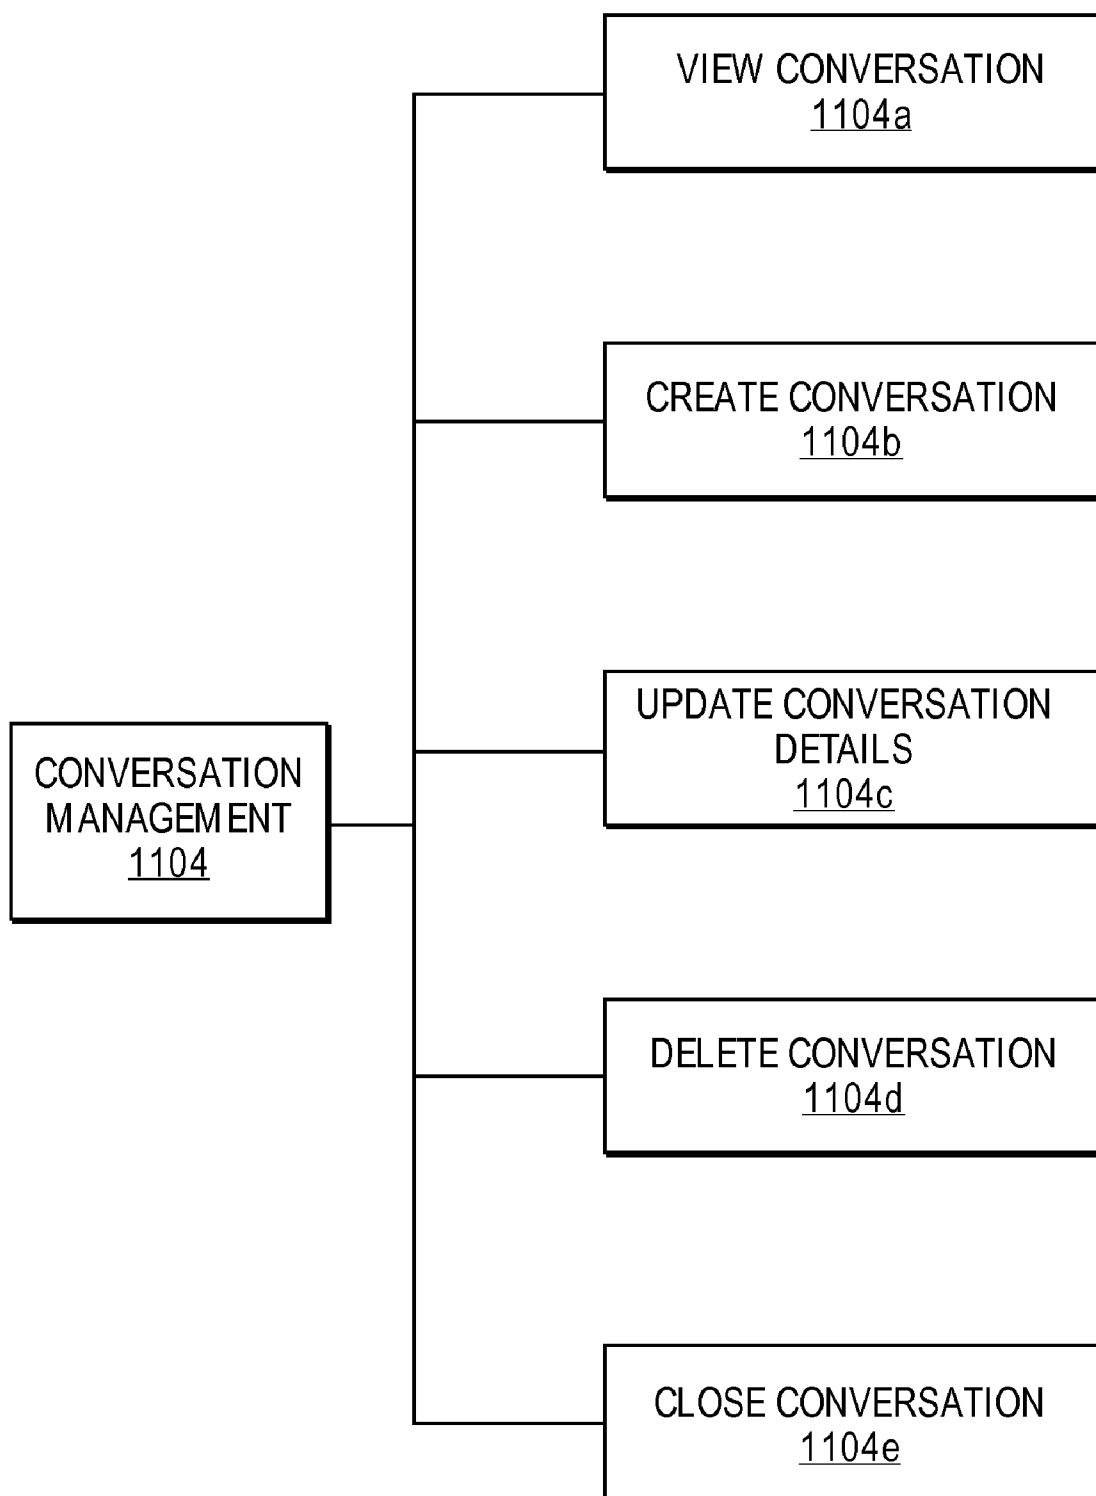 VIEW CONVERSATION
1104a
CREATE CONVERSATION
1104b
UPDATE CONVERSATION
DETAILS
1104c
CONVERSATION
MANAGEMENT
1104
DELETE CONVERSATION
1104d
CLOSE CONVERSATION
1104e